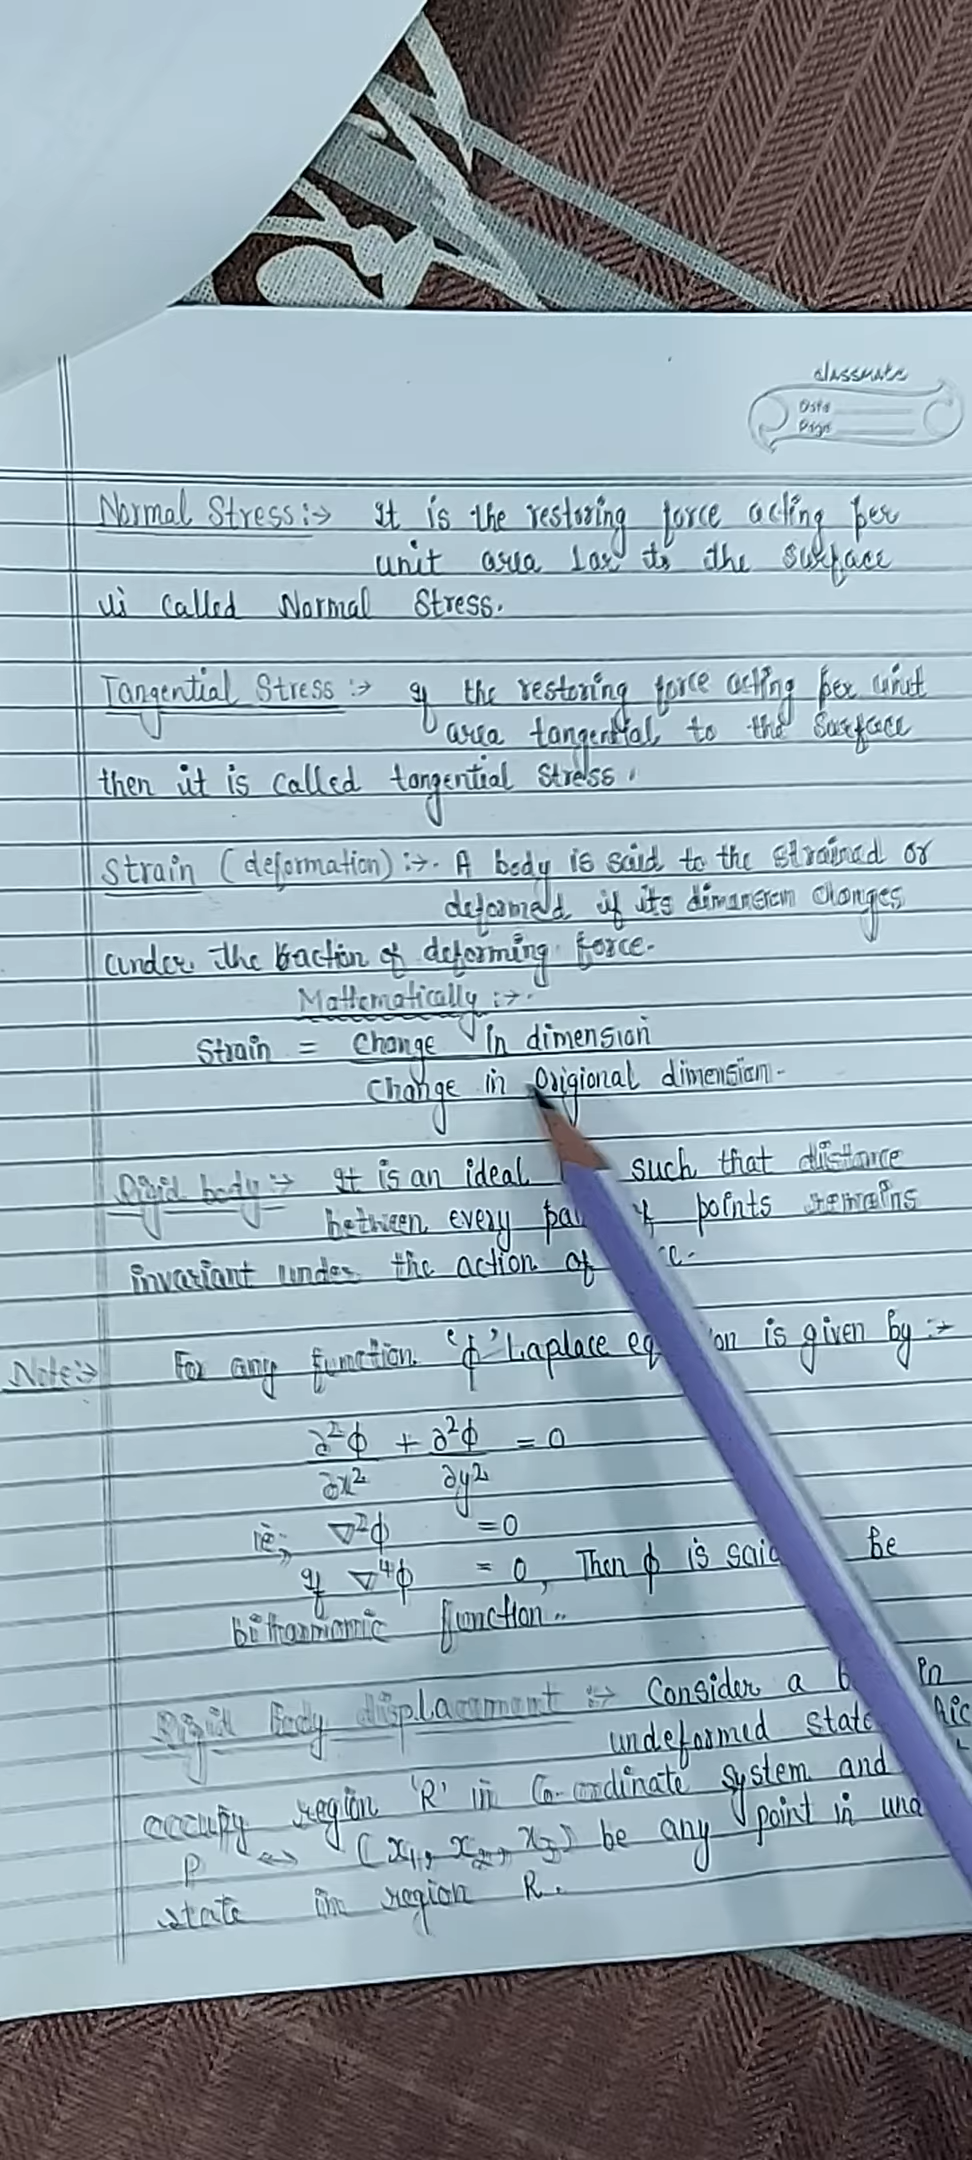 classmate
Date
Page
Normal Stress :→ It is the restoring force acting per
unit area 1ar to the surface
is called Normal Stress.
Tangential Stress :→ If the restoring force acting per unit
area tangential to the surface
then it is called tangential stress.
Strain (deformation) :→. A body is said to the strained or
deformed if its dimension changes
under the action of deforming force.
Mathematically :→.
Strain = Change In dimension
Change in Origional dimension.
Rigid body :→ It is an ideal such that distance
between every points remains
invariant under the action of
Note :→ For any function 'ϕ' Laplace is given by :→
∂²ϕ + ∂²ϕ = 0
∂x² ∂y²
ie;, ∇²ϕ = 0
If ∇⁴ϕ = 0, Then ϕ is said be
biharmonic function..
Rigid Body displacement :→ Consider a in
undeformed state
occupy region 'R' in Co-ordinate system and
P ↔ (x₁, x₂, x₃) be any point in
state in region R.